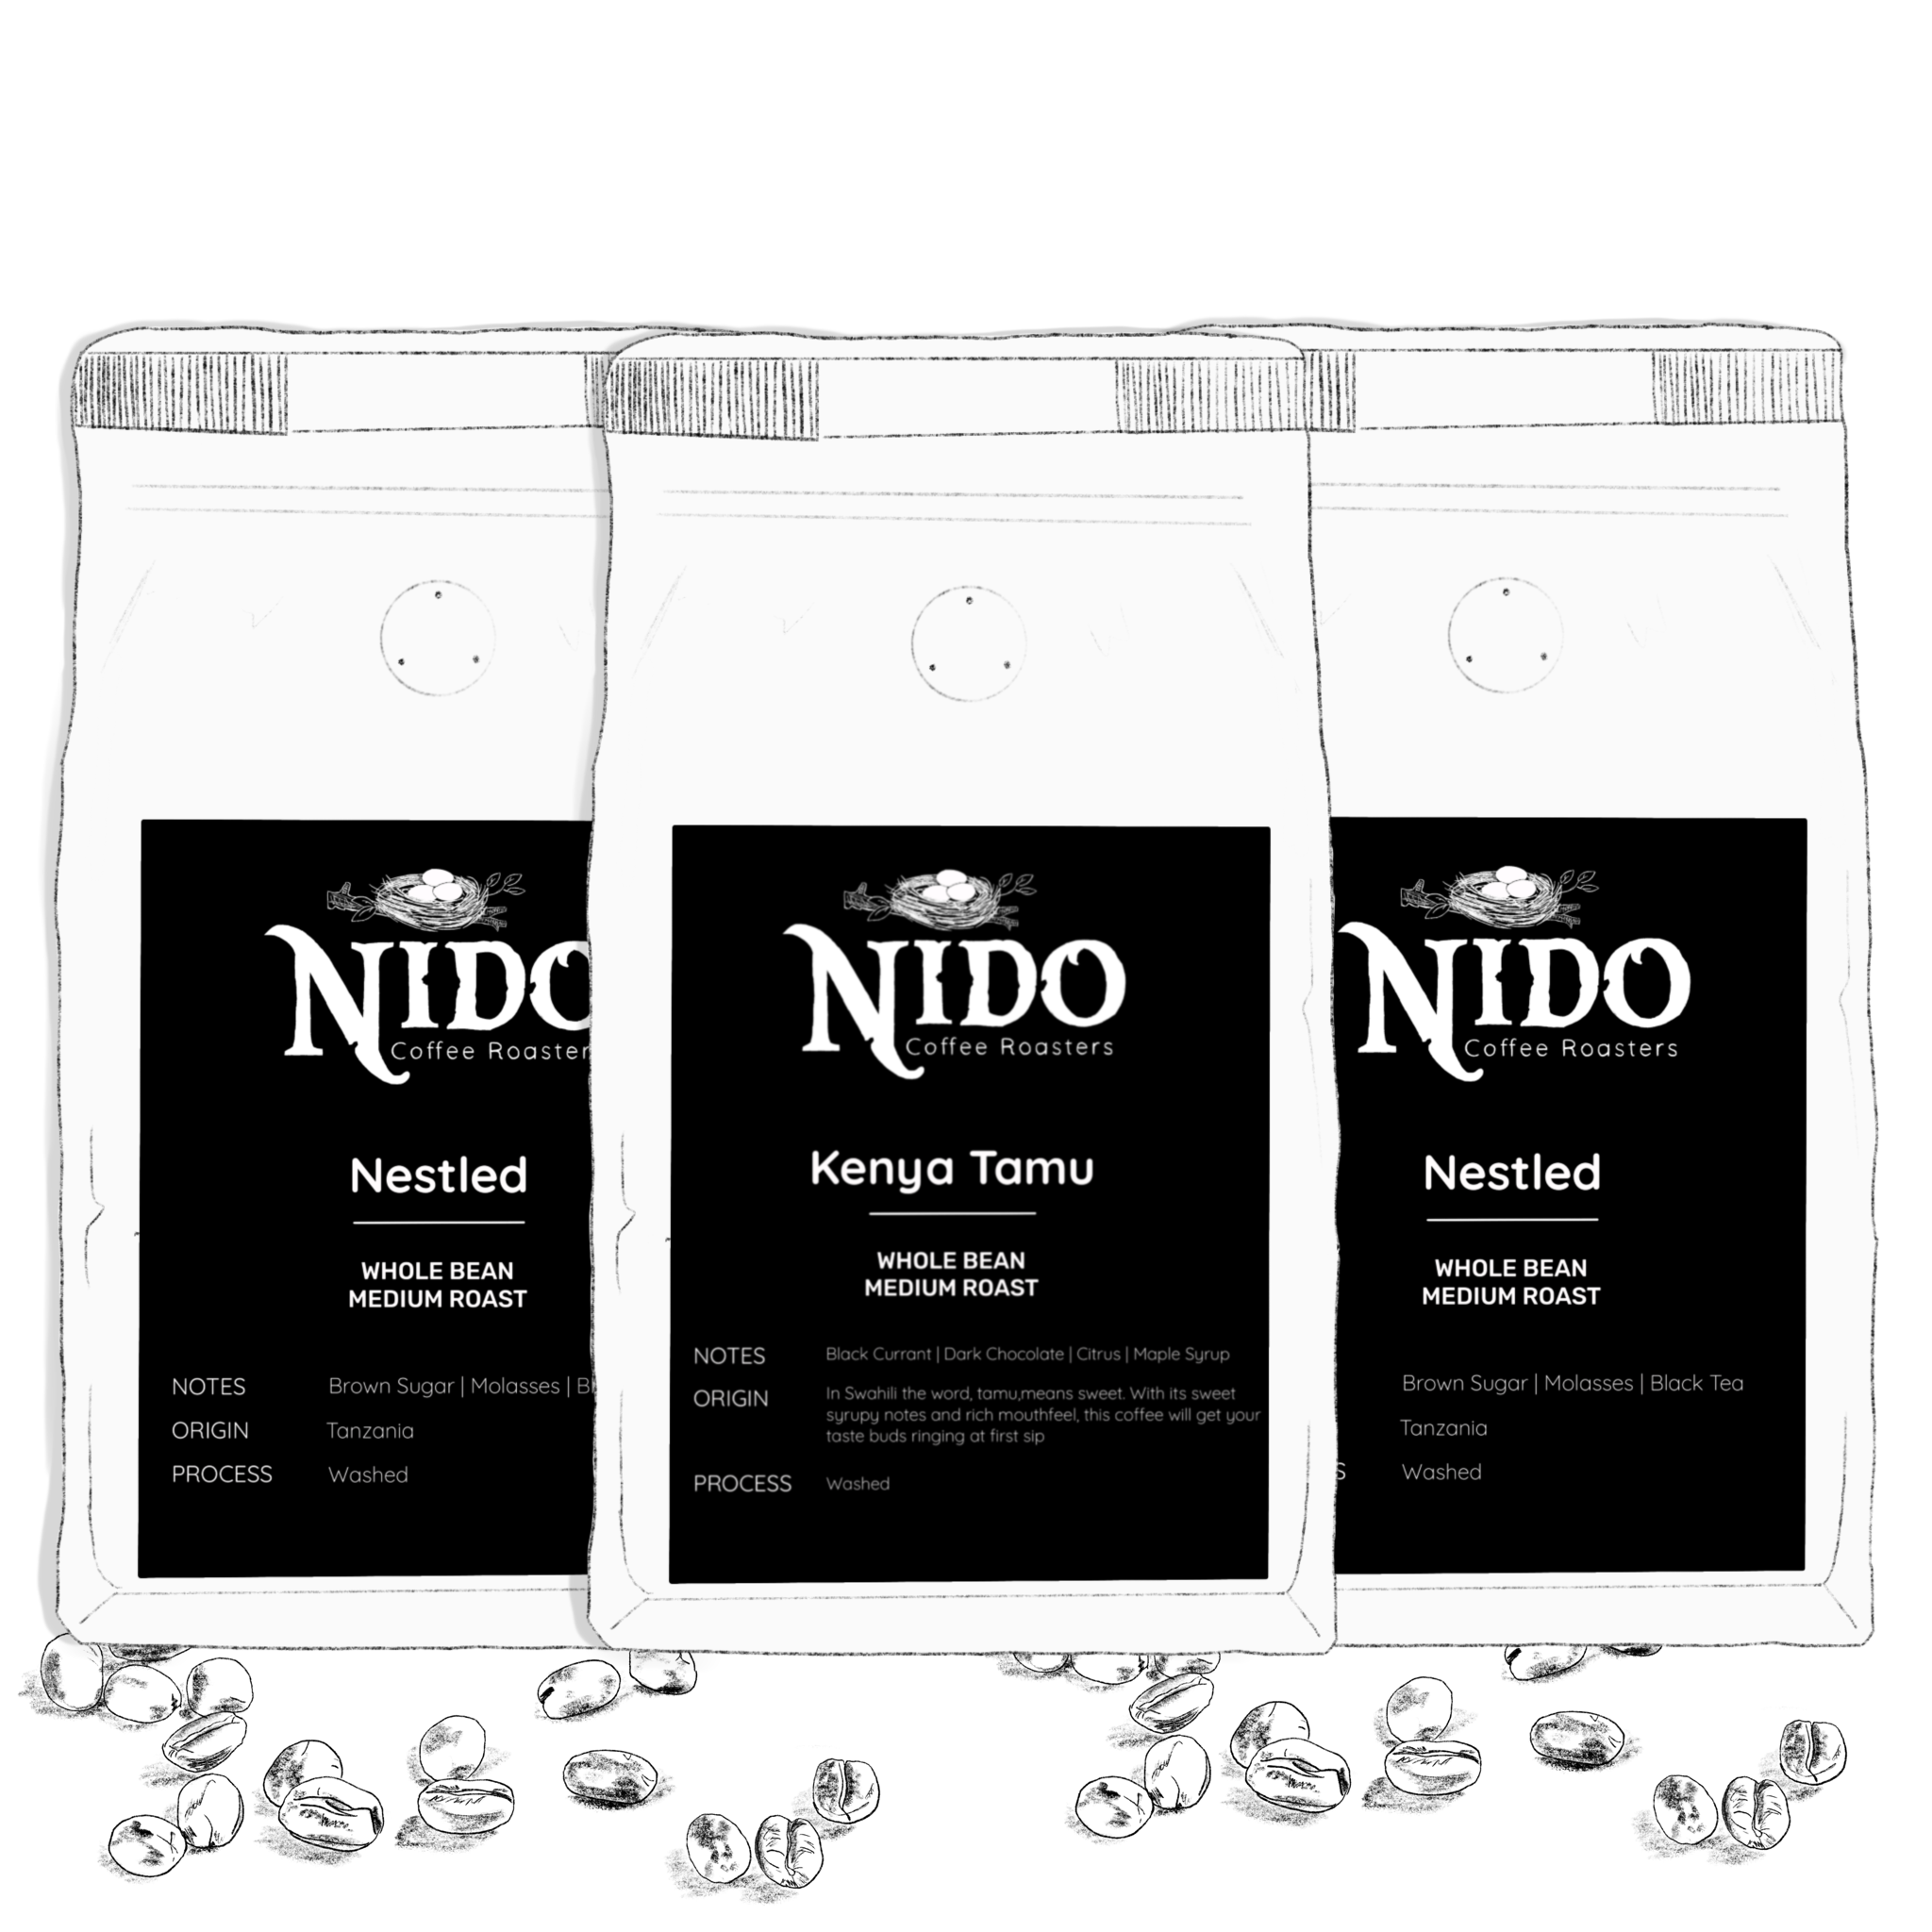 NIDO
Coffee Roasters
Nestled
WHOLE BEAN
MEDIUM ROAST
NOTES Brown Sugar | Molasses |
ORIGIN Tanzania
PROCESS Washed
NIDO
Coffee Roasters
Kenya Tamu
WHOLE BEAN
MEDIUM ROAST
NOTES Black Currant | Dark Chocolate | Citrus | Maple Syrup
ORIGIN In Swahili the word, tamu,means sweet. With its sweet
syrupy notes and rich mouthfeel, this coffee will get your
taste buds ringing at first sip
PROCESS Washed
NIDO
Coffee Roasters
Nestled
WHOLE BEAN
MEDIUM ROAST
Brown Sugar | Molasses | Black Tea
Tanzania
Washed